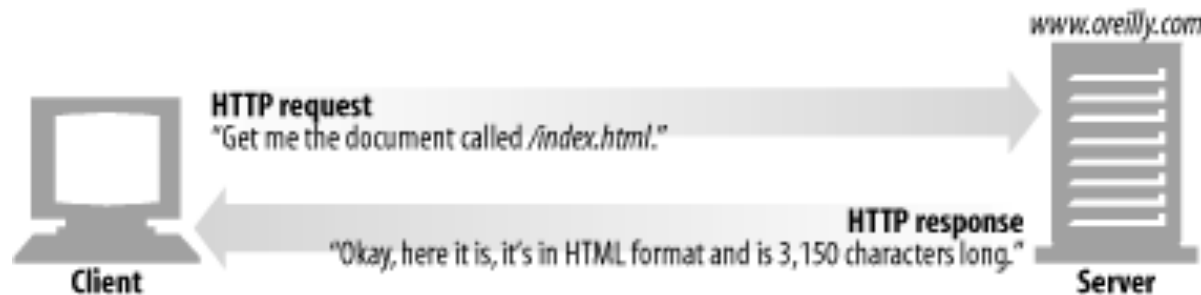 www.oreilly.com
HTTP request
“Get me the document called /index.html.”
HTTP response
“Okay, here it is, it’s in HTML format and is 3,150 characters long.”
Client
Server